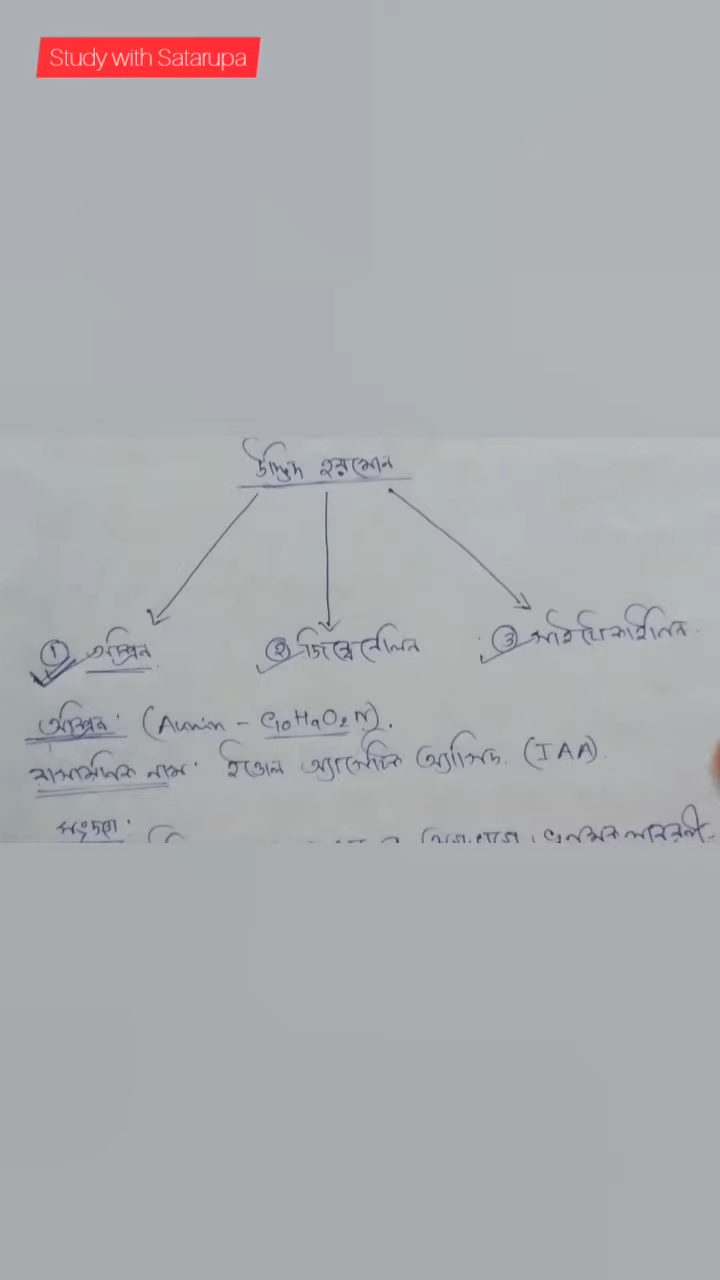 Study with Satarupa
উদ্ভিদ হরমোন
① অক্সিন
② জিব্বেরেলিন
③ সাইটোকাইনিন
অক্সিন: (Auxin - C10H9O2N).
রাসায়নিক নাম: ইন্ডোল অ্যাসেটিক অ্যাসিড. (IAA).